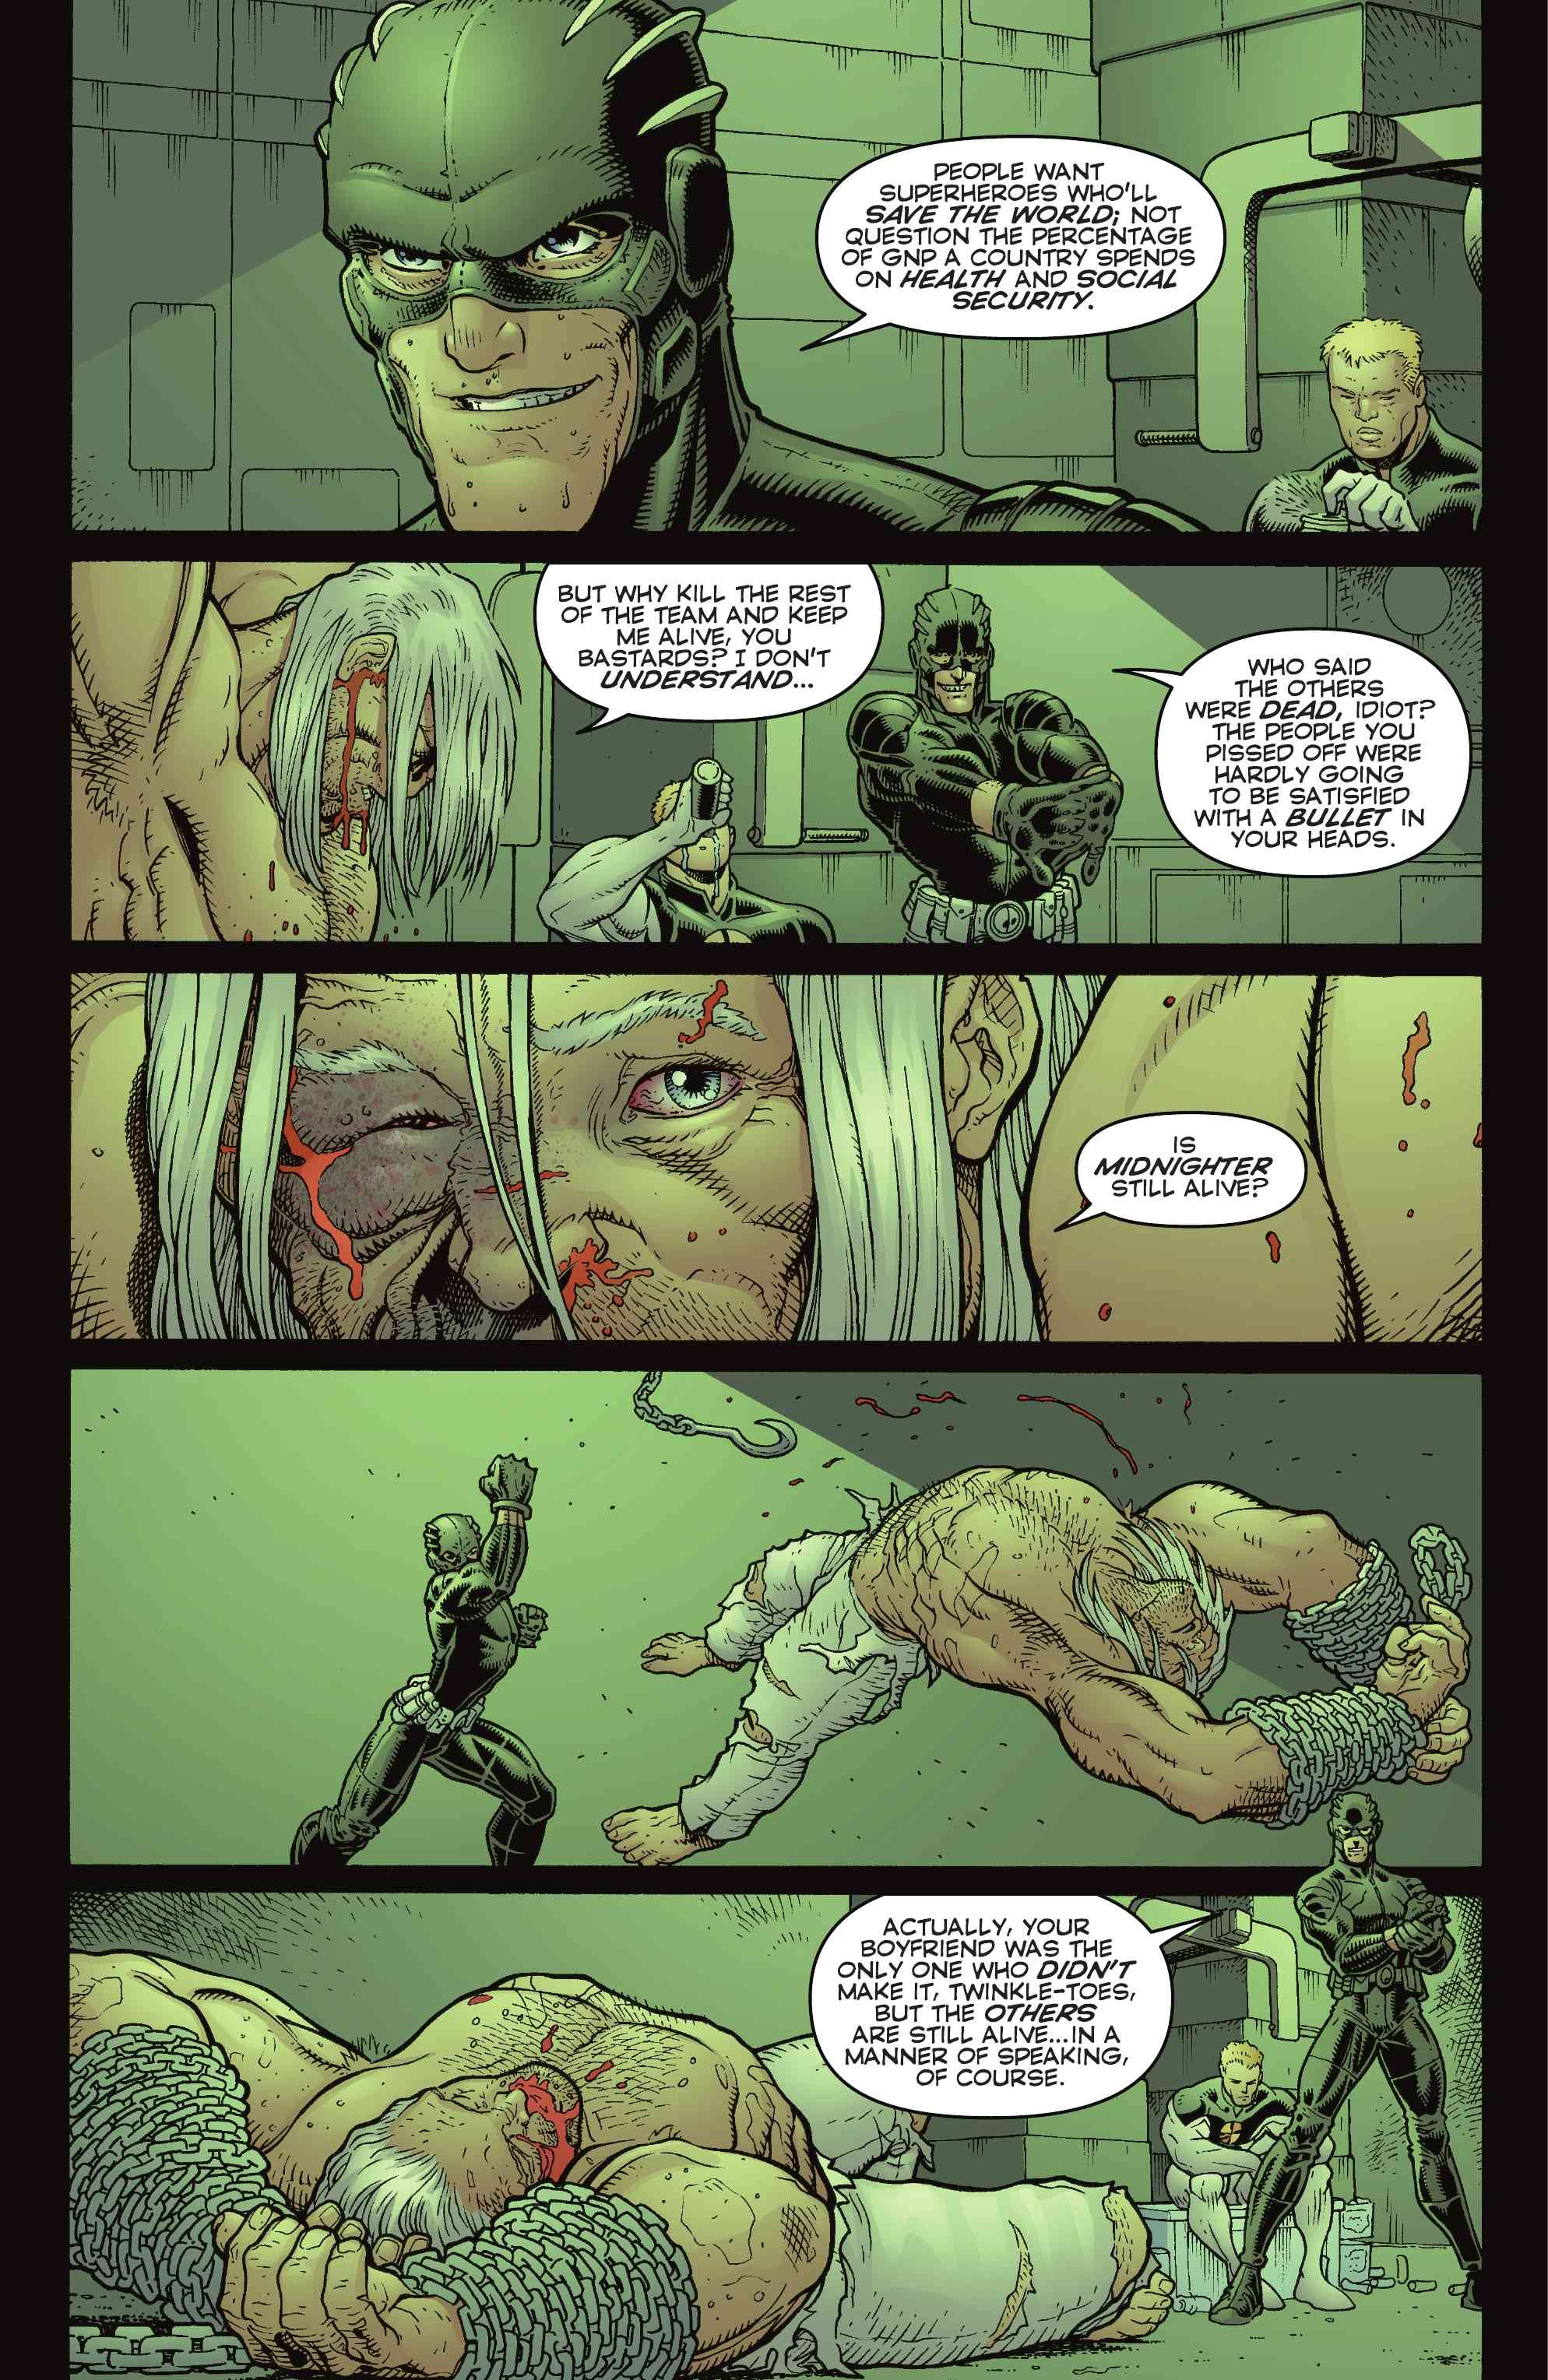 PEOPLE WANT
SUPERHEROES WHO'LL
SAVE THE WORLD; NOT
QUESTION THE PERCENTAGE
OF GNP A COUNTRY SPENDS
ON HEALTH AND SOCIAL
SECURITY.
BUT WHY KILL THE REST
OF THE TEAM AND KEEP
ME ALIVE, YOU
BASTARDS? I DON'T
UNDERSTAND...
WHO SAID
THE OTHERS
WERE DEAD, IDIOT?
THE PEOPLE YOU
PISSED OFF WERE
HARDLY GOING
TO BE SATISFIED
WITH A BULLET IN
YOUR HEADS.
IS
MIDNIGHTER
STILL ALIVE?
ACTUALLY, YOUR
BOYFRIEND WAS THE
ONLY ONE WHO DIDN'T
MAKE IT, TWINKLE-TOES,
BUT THE OTHERS
ARE STILL ALIVE...IN A
MANNER OF SPEAKING,
OF COURSE.